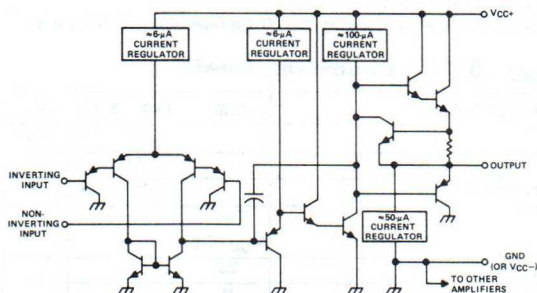 VCC+
≈6-μA
CURRENT
REGULATOR
≈6-μA
CURRENT
REGULATOR
≈100-μA
CURRENT
REGULATOR
INVERTING
INPUT
NON-
INVERTING
INPUT
OUTPUT
≈50-μA
CURRENT
REGULATOR
GND
(OR VCC-)
TO OTHER
AMPLIFIERS